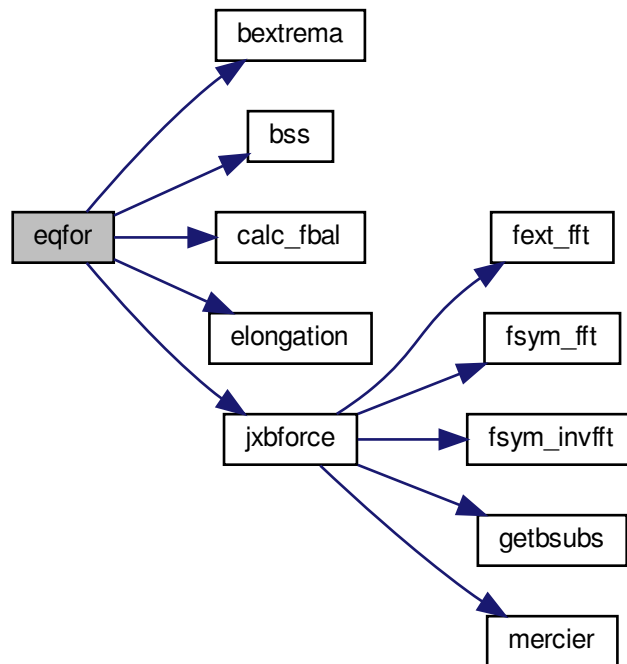 bextrema
bss
eqfor
calc_fbal
fext_fft
elongation
fsym_fft
jxbforce
fsym_invfft
getbsubs
mercier